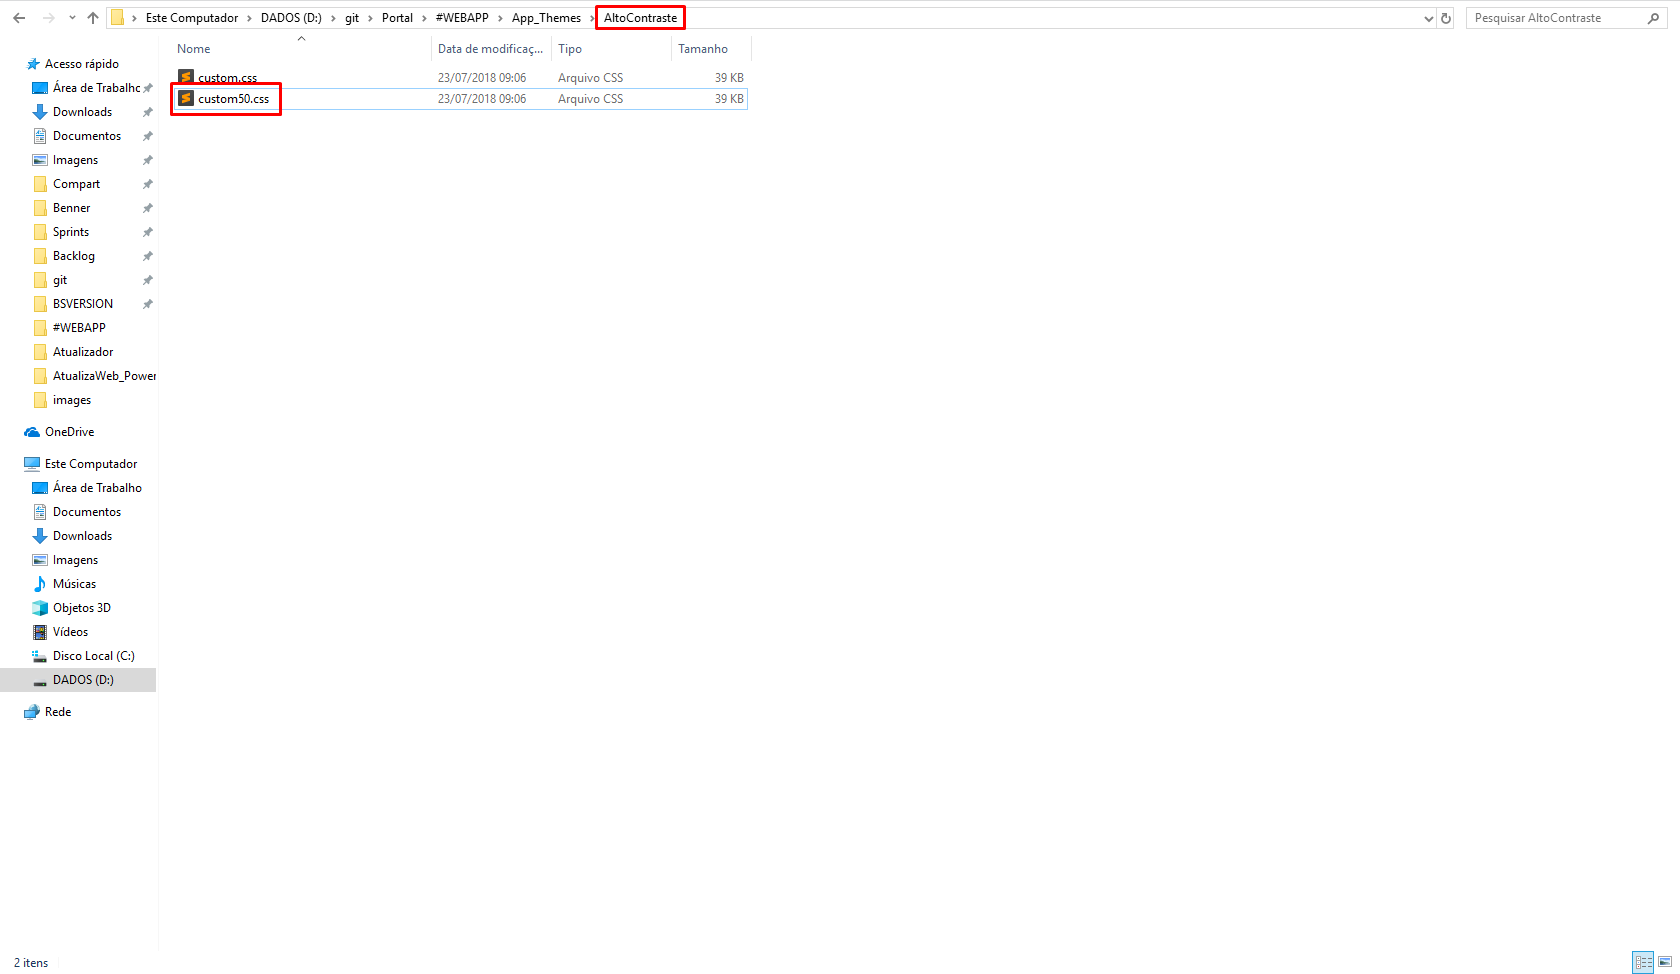 Este Computador > DADOS (D:) > git > Portal > #WEBAPP > App_Themes > AltoContraste
Pesquisar AltoContraste
Nome Data de modificaç... Tipo Tamanho
custom.css 23/07/2018 09:06 Arquivo CSS 39 KB
custom50.css 23/07/2018 09:06 Arquivo CSS 39 KB
Acesso rápido
Área de Trabalho
Downloads
Documentos
Imagens
Compart
Benner
Sprints
Backlog
git
BSVERSION
#WEBAPP
Atualizador
AtualizaWeb_Power
images
OneDrive
Este Computador
Área de Trabalho
Documentos
Downloads
Imagens
Músicas
Objetos 3D
Vídeos
Disco Local (C:)
DADOS (D:)
Rede
2 itens